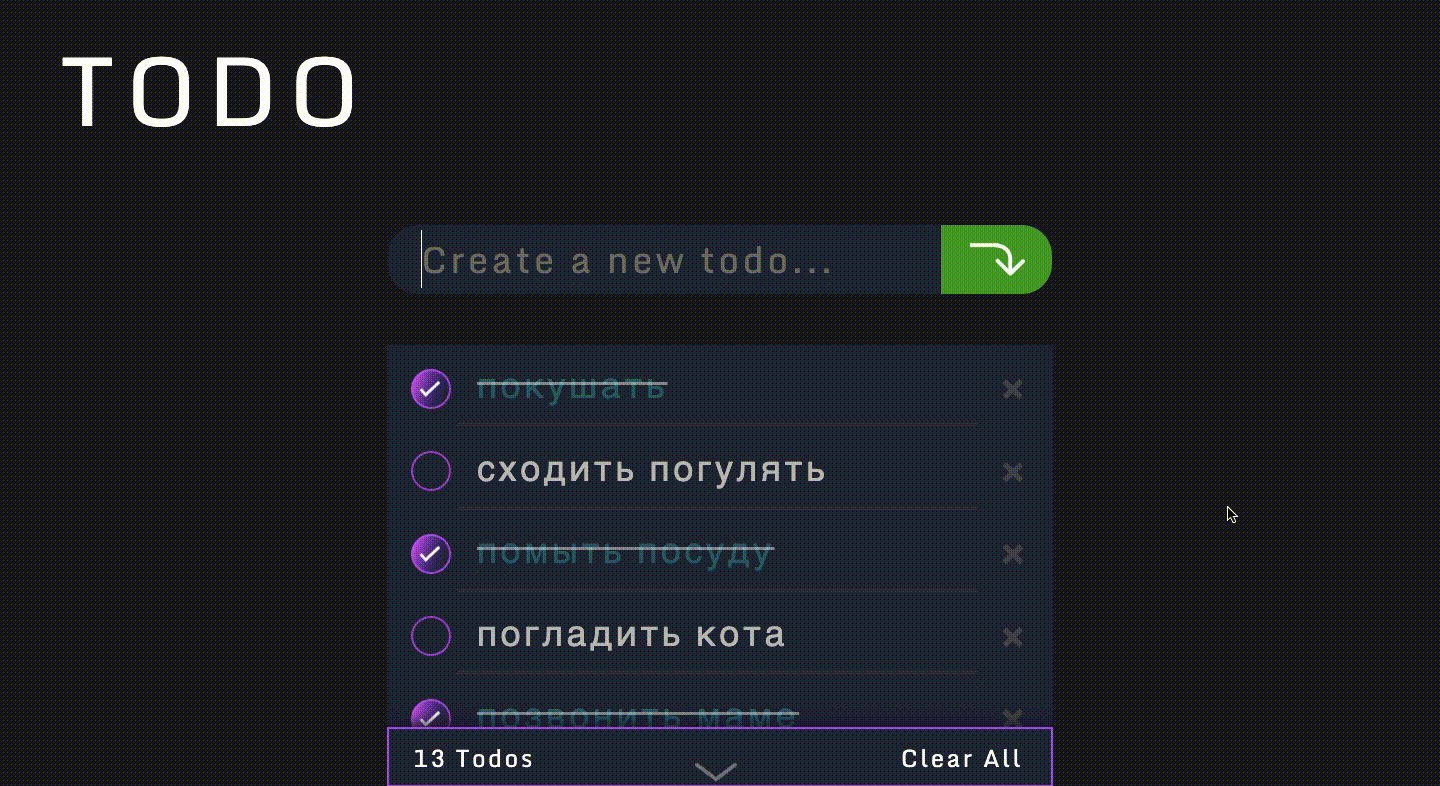 TODO
Create a new todo...
покушать
сходить погулять
помыть посуду
погладить кота
позвонить маме
13 Todos
Clear All